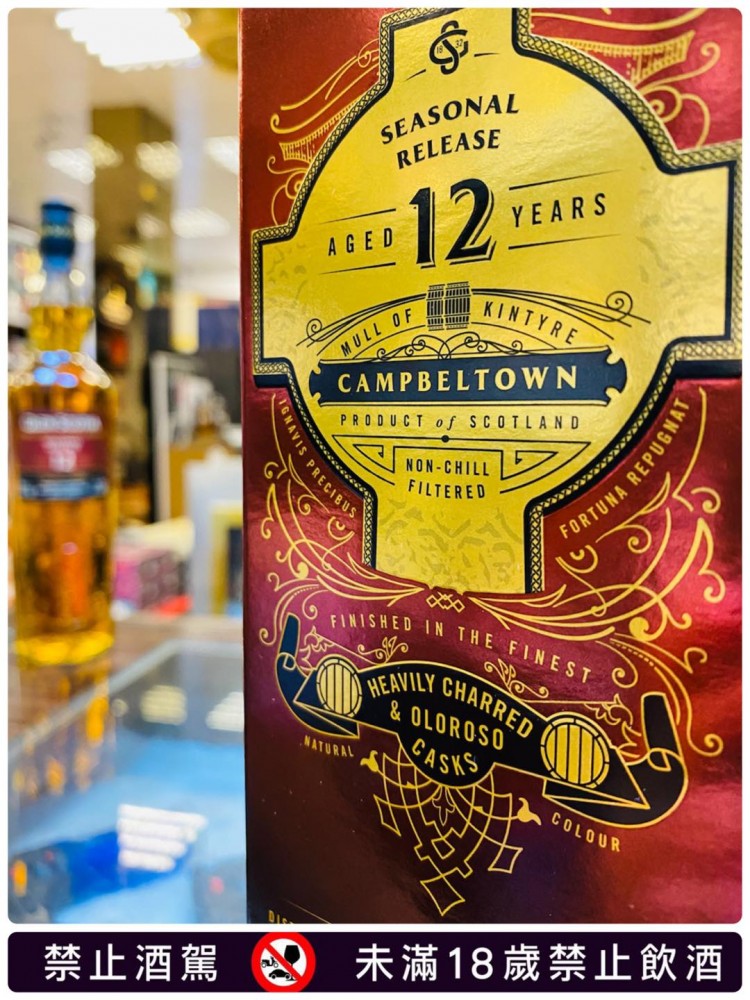 18 32
SEASONAL
RELEASE
AGED 12 YEARS
MULL OF KINTYRE
CAMPBELTOWN
PRODUCT of SCOTLAND
NON-CHILL
FILTERED
IGNAVIS PRECIBUS
FORTUNA REPUGNAT
FINISHED IN THE FINEST
HEAVILY CHARRED
& OLOROSO
CASKS
NATURAL
COLOUR
禁止酒駕
未滿18歲禁止飲酒